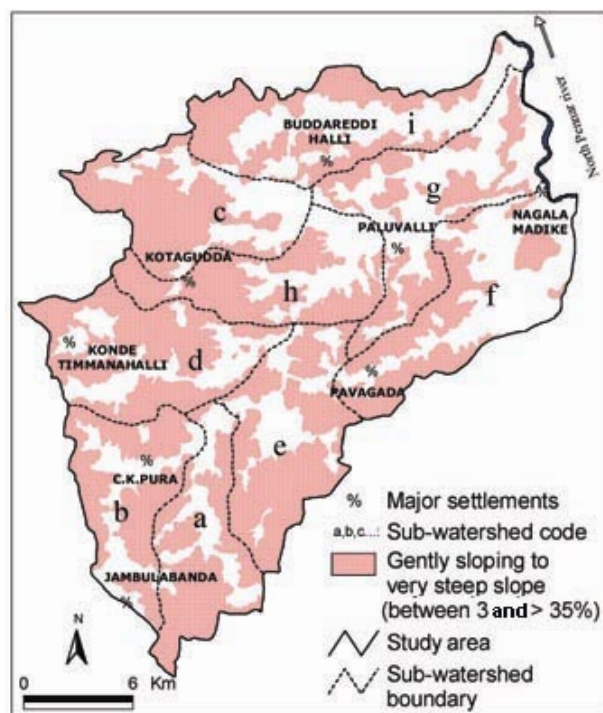 North Pennar river
BUDDAREDDI
HALLI
i
g
c
PALUVALLI
NAGALA
MADIKE
KOTAGUDDA
h
f
KONDE
TIMMANAHALLI
d
PAVAGADA
e
C.K.PURA
b
a
JAMBULABANDA
% Major settlements
a,b,c Sub-watershed code
Gently sloping to
very steep slope
(between 3 and > 35%)
Study area
Sub-watershed
boundary
N
0 6 Km